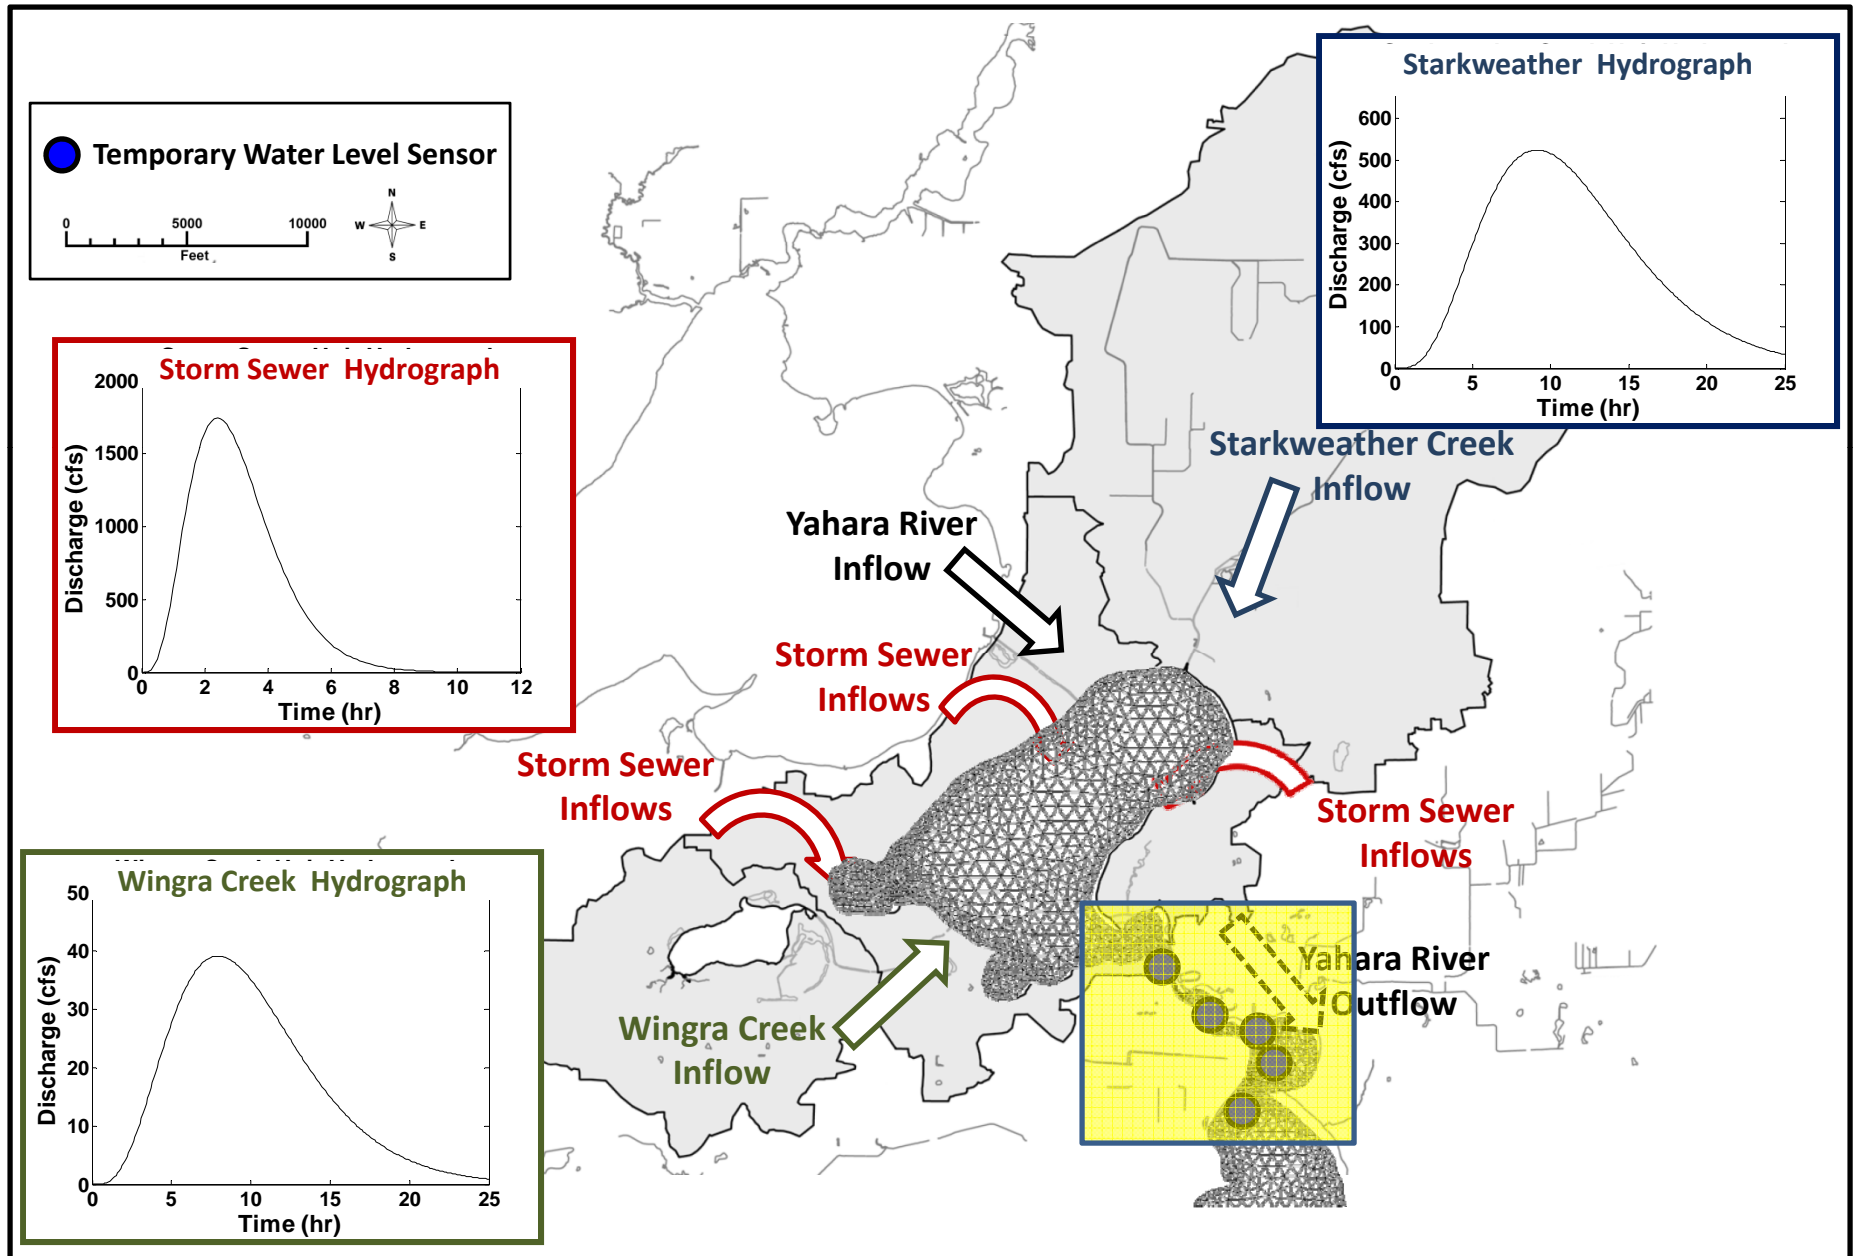 Temporary Water Level Sensor
0 5000 10000
Feet
N
W E
S
Starkweather Hydrograph
Discharge (cfs)
600
500
400
300
200
100
0
0 5 10 15 20 25
Time (hr)
Storm Sewer Hydrograph
Discharge (cfs)
2000
1500
1000
500
0
0 2 4 6 8 10 12
Time (hr)
Starkweather Creek
Inflow
Yahara River
Inflow
Storm Sewer
Inflows
Storm Sewer
Inflows
Storm Sewer
Inflows
Wingra Creek Hydrograph
Discharge (cfs)
50
40
30
20
10
0
0 5 10 15 20 25
Time (hr)
Wingra Creek
Inflow
Yahara River
Outflow